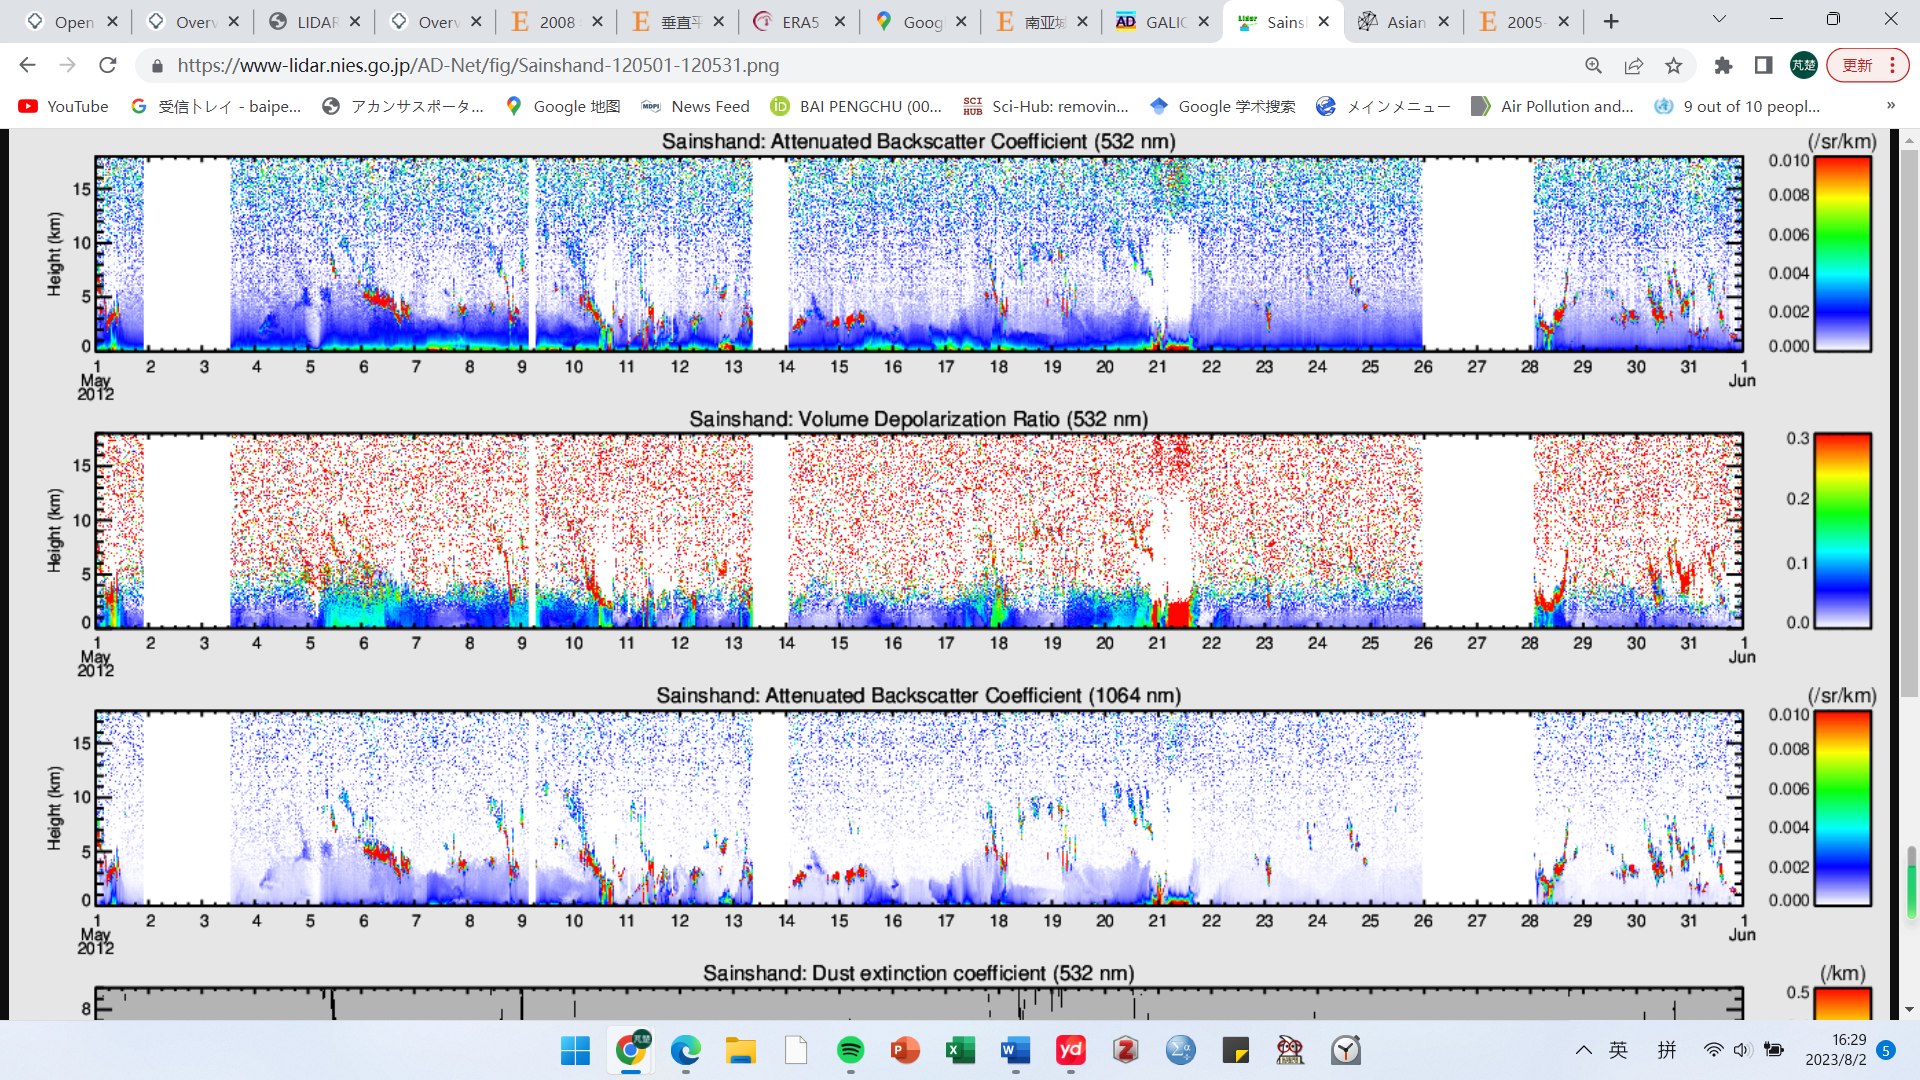 Open
Overv
LIDAR
Overv
2008
垂直平
ERA5
Goog
南亚城
GALIC
Sains
Asian
2005-
https://www-lidar.nies.go.jp/AD-Net/fig/Sainshand-120501-120531.png
更新
YouTube
受信トレイ - baipe...
アカンサスポータ...
Google 地图
News Feed
BAI PENGCHU (00...
Sci-Hub: removin...
Google 学术搜索
メインメニュー
Air Pollution and...
9 out of 10 peopl...
»
Sainshand: Attenuated Backscatter Coefficient (532 nm)
(/sr/km)
Height (km)
15
10
5
0
0.010
0.008
0.006
0.004
0.002
0.000
1 2 3 4 5 6 7 8 9 10 11 12 13 14 15 16 17 18 19 20 21 22 23 24 25 26 27 28 29 30 31 1
May Jun
2012
Sainshand: Volume Depolarization Ratio (532 nm)
Height (km)
15
10
5
0
0.3
0.2
0.1
0.0
1 2 3 4 5 6 7 8 9 10 11 12 13 14 15 16 17 18 19 20 21 22 23 24 25 26 27 28 29 30 31 1
May Jun
2012
Sainshand: Attenuated Backscatter Coefficient (1064 nm)
(/sr/km)
Height (km)
15
10
5
0
0.010
0.008
0.006
0.004
0.002
0.000
1 2 3 4 5 6 7 8 9 10 11 12 13 14 15 16 17 18 19 20 21 22 23 24 25 26 27 28 29 30 31 1
May Jun
2012
Sainshand: Dust extinction coefficient (532 nm)
(/km)
8
0.5
英
拼
16:29
2023/8/2
5